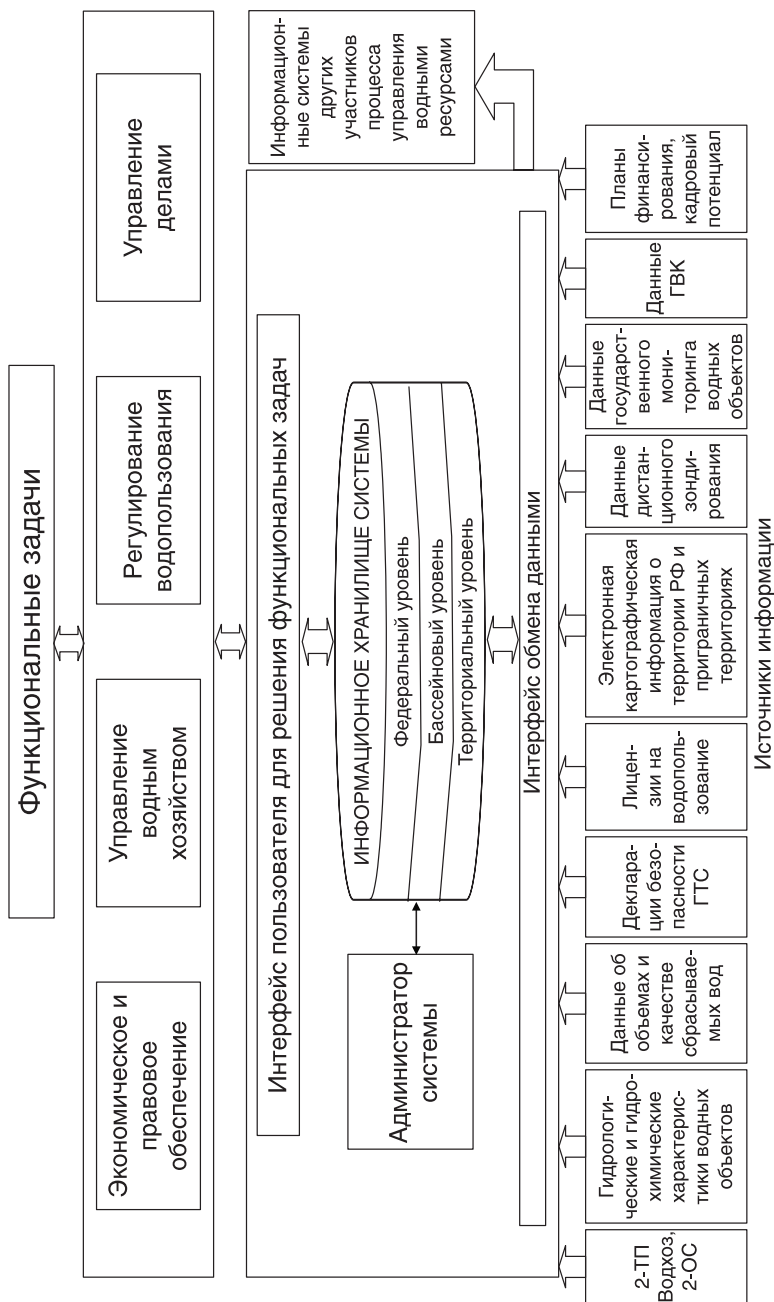 Функциональные задачи
Экономическое и
правовое
обеспечение
Управление
водным
хозяйством
Регулирование
водопользования
Управление
делами
Интерфейс пользователя для решения функциональных задач
Администратор
системы
ИНФОРМАЦИОННОЕ ХРАНИЛИЩЕ СИСТЕМЫ
Федеральный уровень
Бассейновый уровень
Территориальный уровень
Интерфейс обмена данными
Информацион-
ные системы
других
участников
процесса
управления
водными
ресурсами
2-ТП
Водхоз,
2-ОС
Гидрологи-
ческие и гидро-
химические
характерис-
тики водных
объектов
Данные об
объемах и
качестве
сбрасывае-
мых вод
Деклара-
ции безо-
пасности
ГТС
Лицен-
зии на
водополь-
зование
Электронная
картографическая
информация о
территории РФ и
приграничных
территориях
Данные
дистан-
ционного
зонди-
рования
Данные
государст-
венного
мони-
торинга
водных
объектов
Данные
ГВК
Планы
финанси-
рования,
кадровый
потенциал
Источники информации